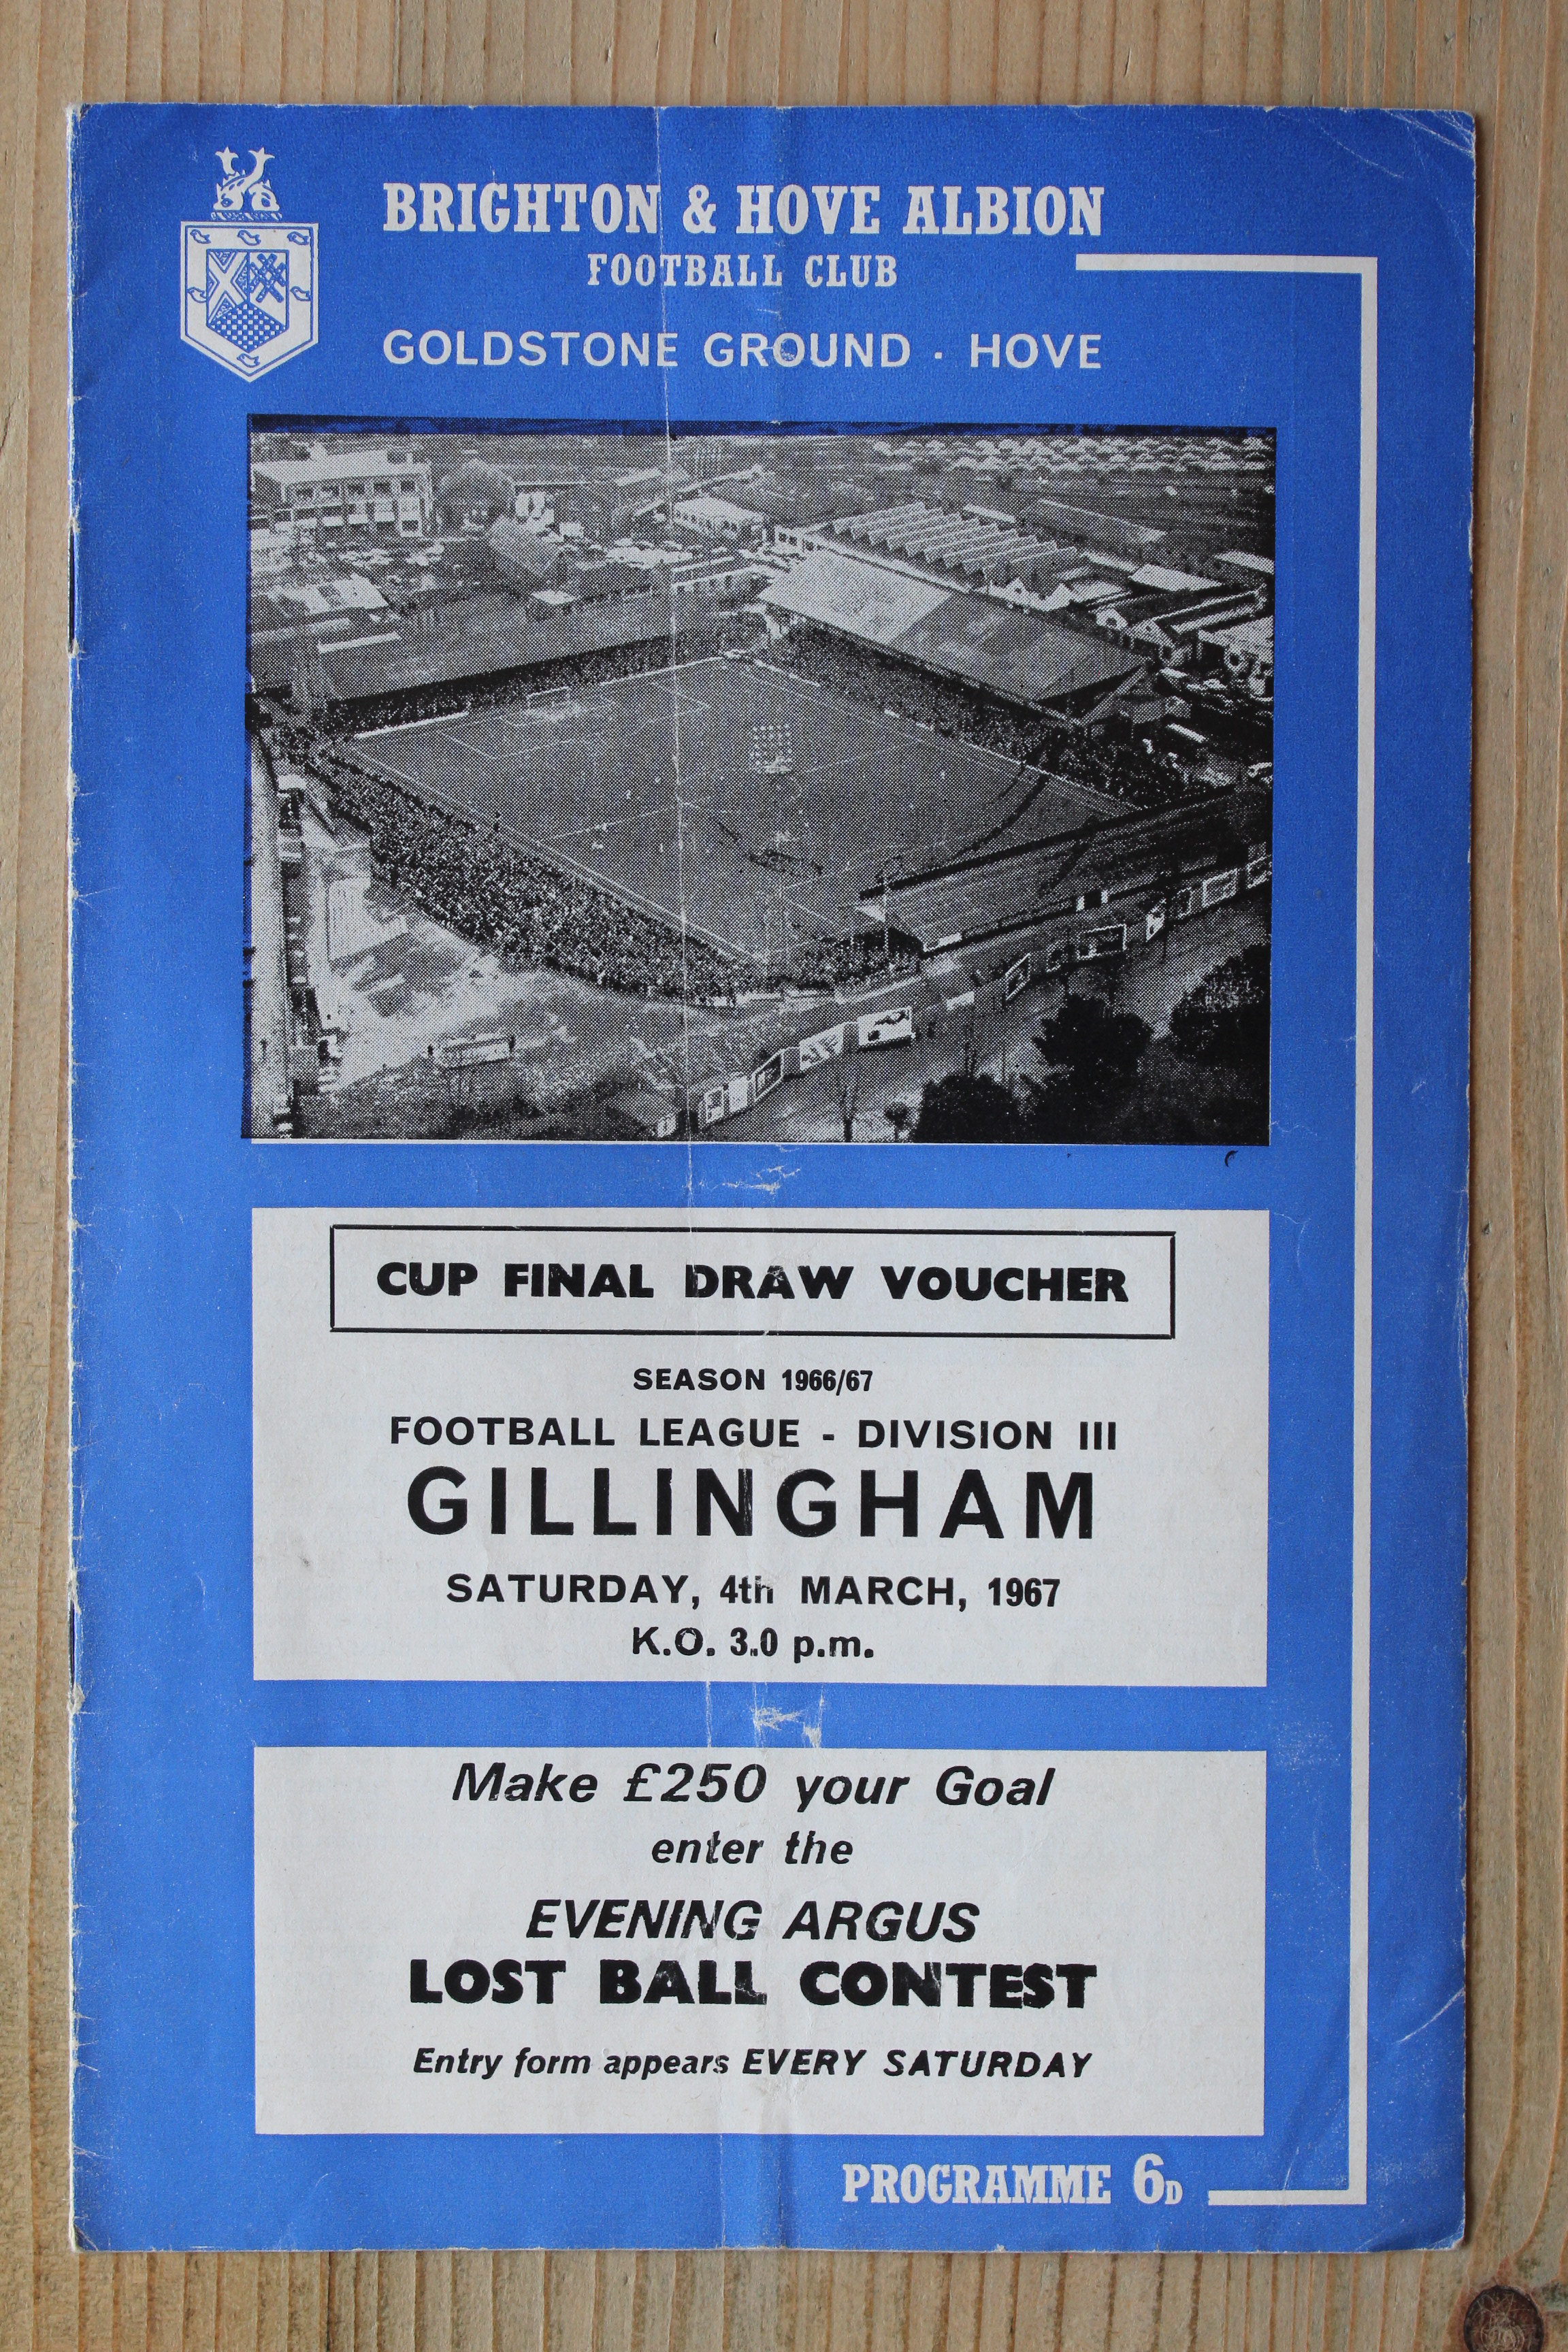 BRIGHTON & HOVE ALBION
FOOTBALL CLUB
GOLDSTONE GROUND · HOVE
CUP FINAL DRAW VOUCHER
SEASON 1966/67
FOOTBALL LEAGUE - DIVISION III
GILLINGHAM
SATURDAY, 4th MARCH, 1967
K.O. 3.0 p.m.
Make £250 your Goal
enter the
EVENING ARGUS
LOST BALL CONTEST
Entry form appears EVERY SATURDAY
PROGRAMME 6D